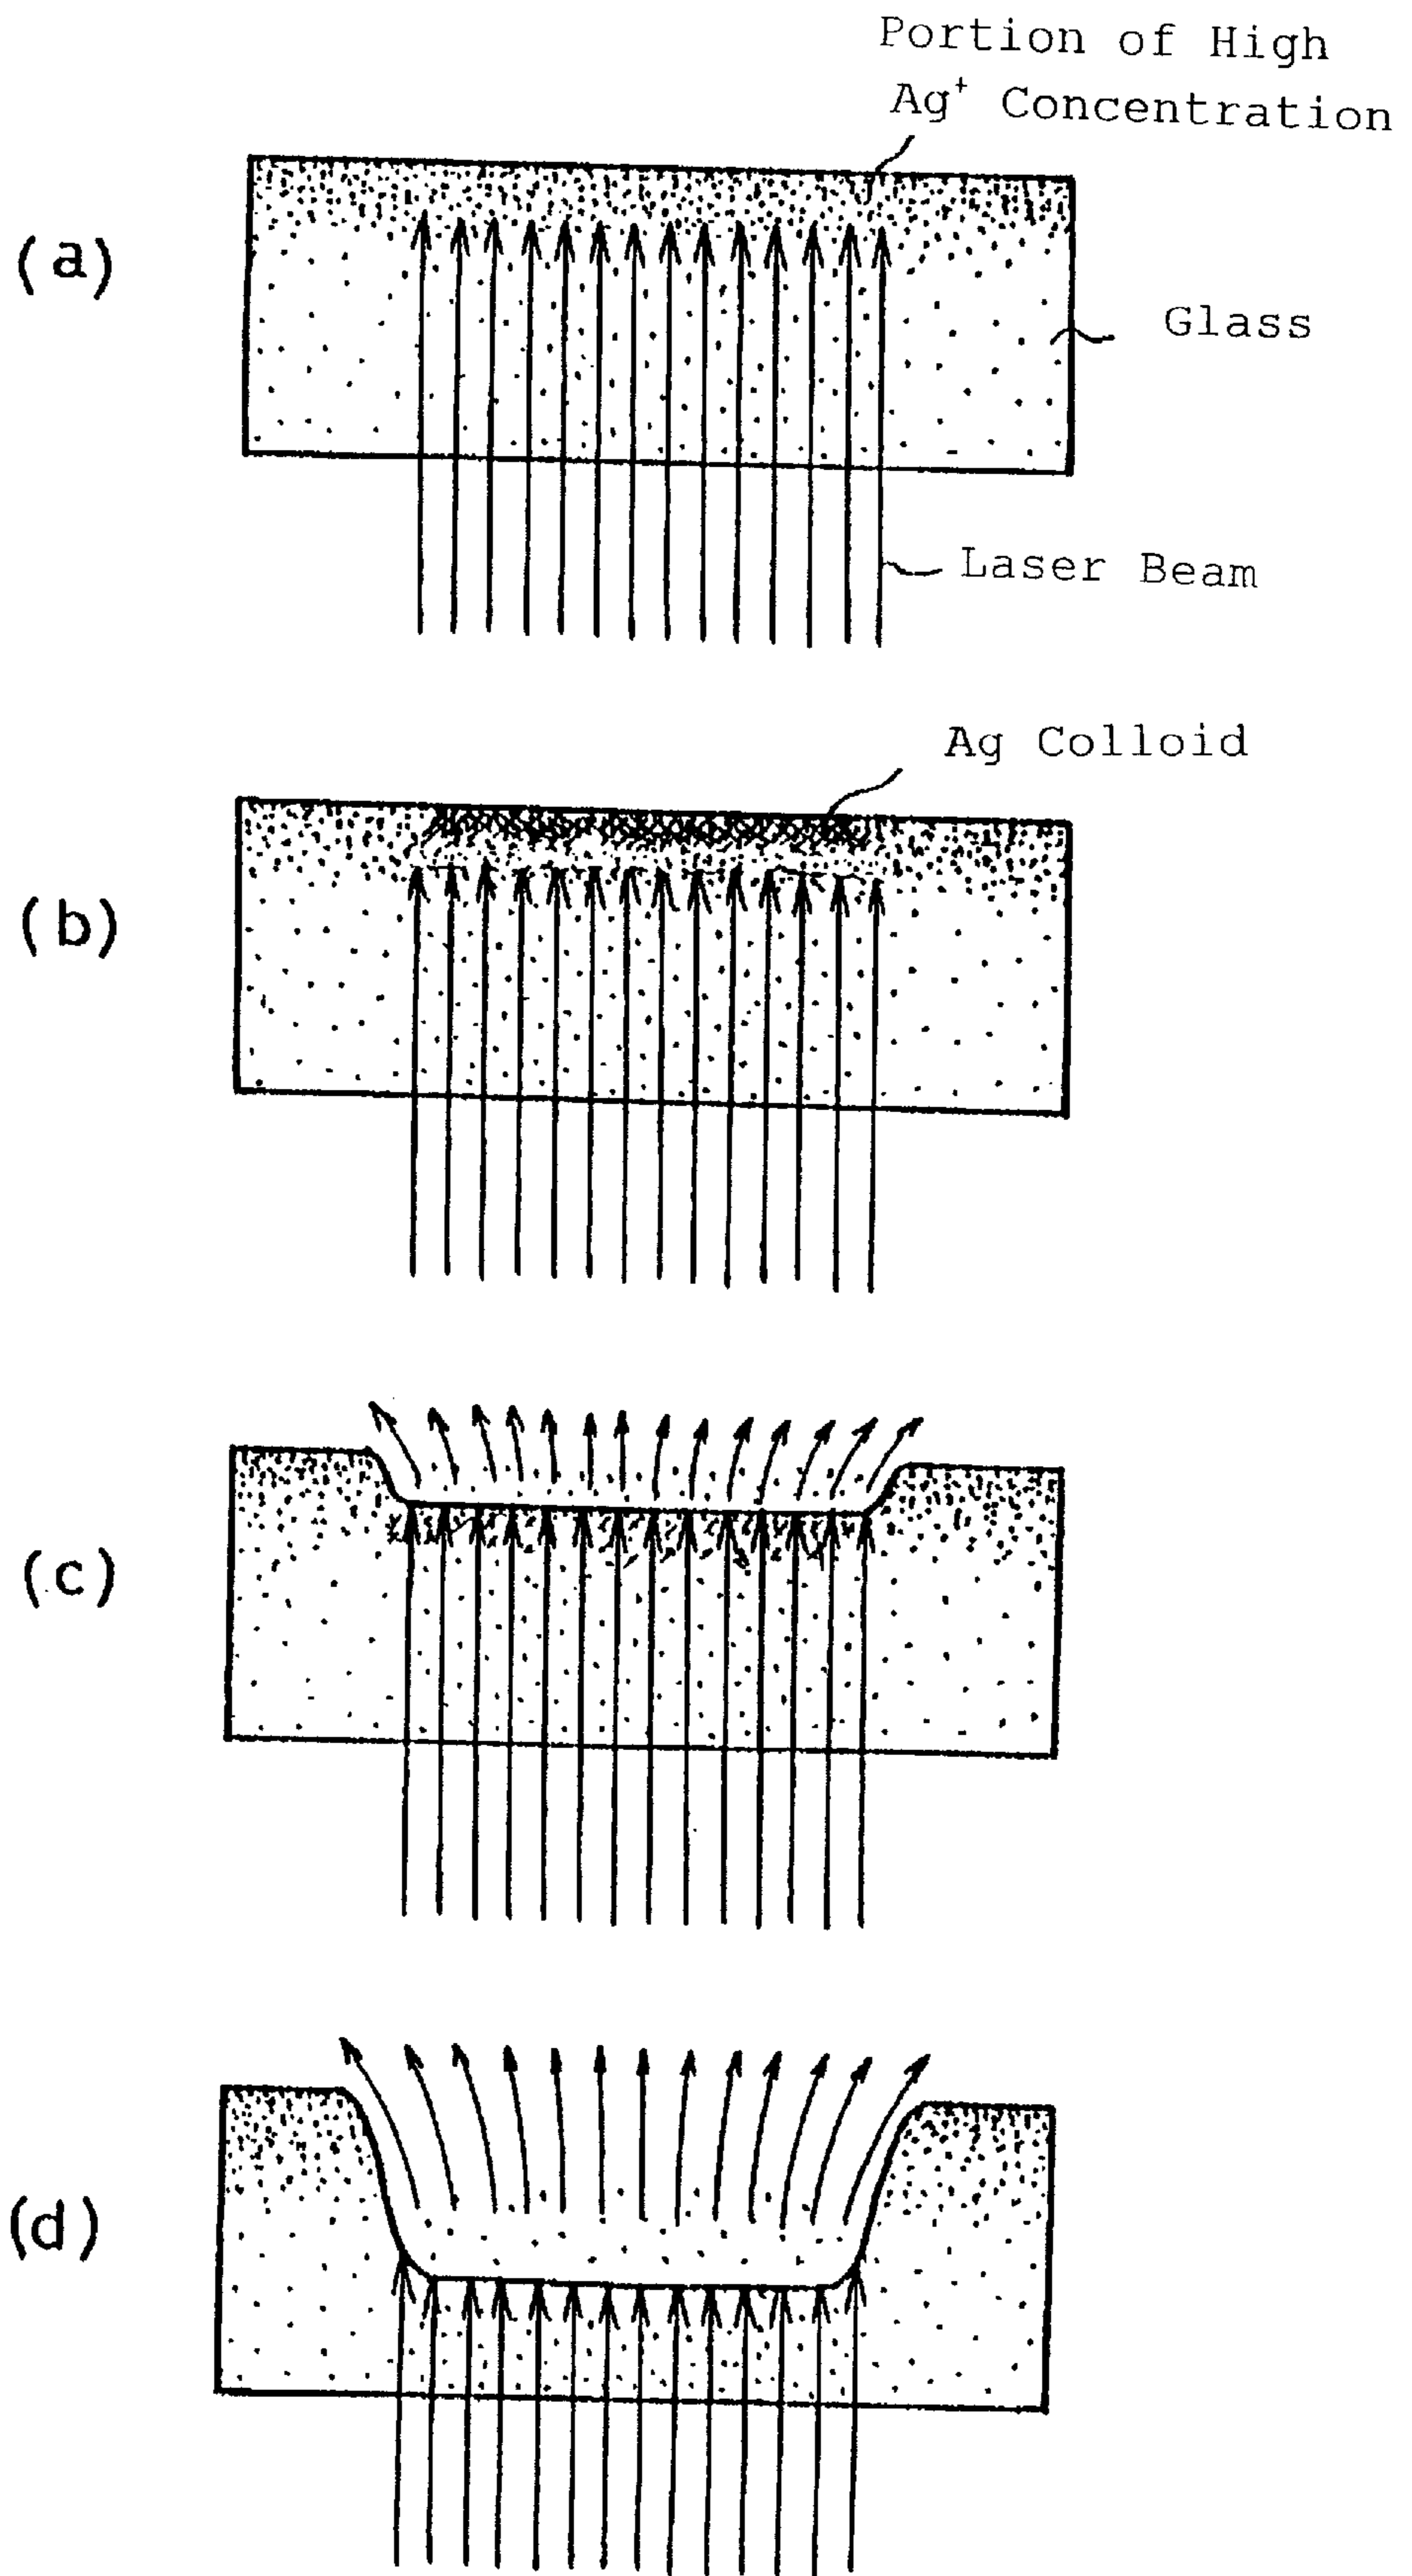 Portion of High
Ag⁺ Concentration
(a)
Glass
Laser Beam
Ag Colloid
(b)
(c)
(d)